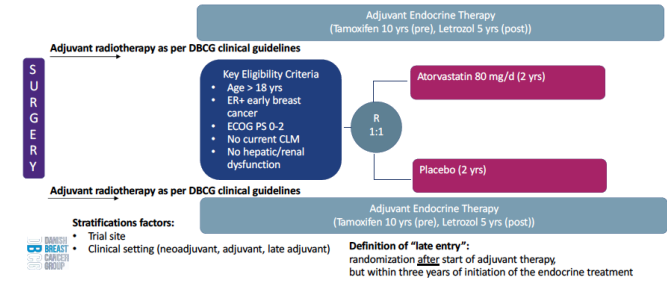 Adjuvant Endocrine Therapy
(Tamoxifen 10 yrs (pre), Letrozol 5 yrs (post))
Adjuvant radiotherapy as per DBCG clinical guidelines
SURGERY
Key Eligibility Criteria
• Age > 18 yrs
• ER+ early breast
cancer
• ECOG PS 0-2
• No current CLM
• No hepatic/renal
dysfunction
R
1:1
Atorvastatin 80 mg/d (2 yrs)
Placebo (2 yrs)
Adjuvant radiotherapy as per DBCG clinical guidelines
Adjuvant Endocrine Therapy
(Tamoxifen 10 yrs (pre), Letrozol 5 yrs (post))
Stratifications factors:
• Trial site
• Clinical setting (neoadjuvant, adjuvant, late adjuvant)
Definition of “late entry”:
randomization after start of adjuvant therapy,
but within three years of initiation of the endocrine treatment
DANISH
BREAST
CANCER
GROUP